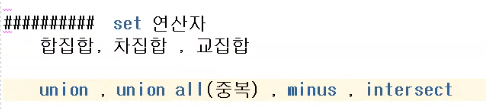 ########## set 연산자
합집합, 차집합 , 교집합
union , union all(중복) , minus , intersect